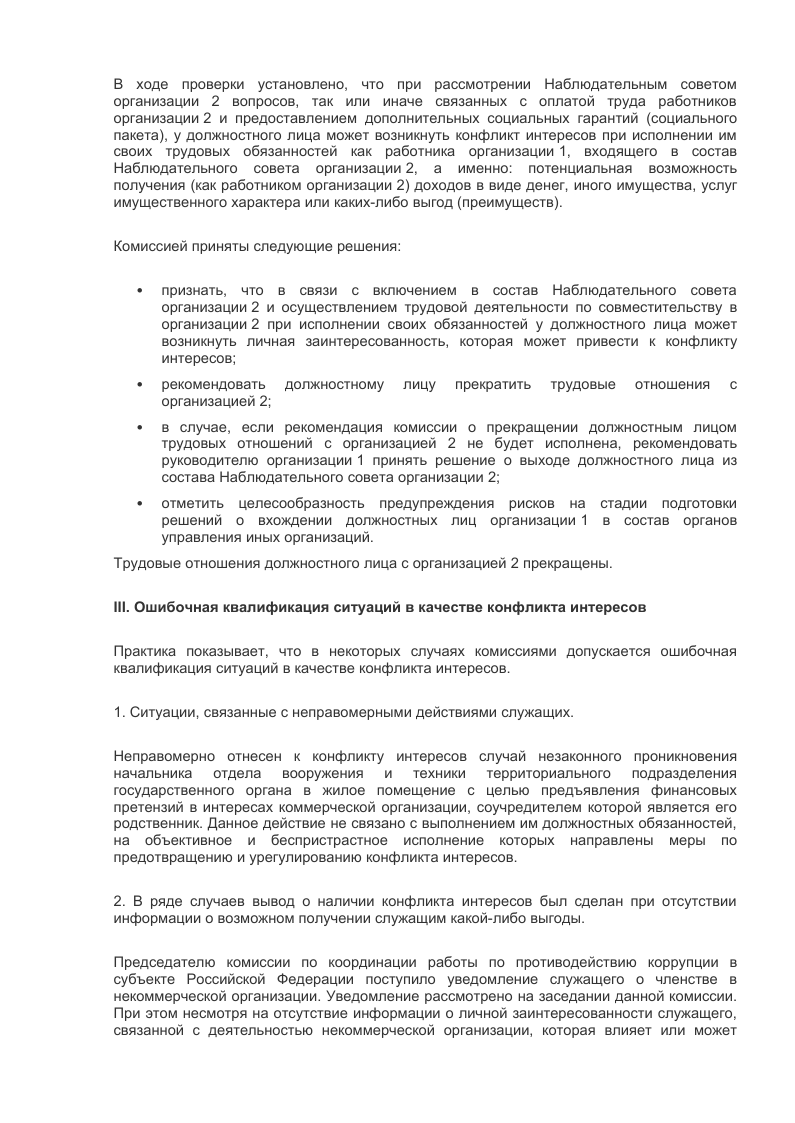 В ходе проверки установлено, что при рассмотрении Наблюдательным советом
организации 2 вопросов, так или иначе связанных с оплатой труда работников
организации 2 и предоставлением дополнительных социальных гарантий (социального
пакета), у должностного лица может возникнуть конфликт интересов при исполнении им
своих трудовых обязанностей как работника организации 1, входящего в состав
Наблюдательного совета организации 2, а именно: потенциальная возможность
получения (как работником организации 2) доходов в виде денег, иного имущества, услуг
имущественного характера или каких-либо выгод (преимуществ).
Комиссией приняты следующие решения:
• признать, что в связи с включением в состав Наблюдательного совета
организации 2 и осуществлением трудовой деятельности по совместительству в
организации 2 при исполнении своих обязанностей у должностного лица может
возникнуть личная заинтересованность, которая может привести к конфликту
интересов;
• рекомендовать должностному лицу прекратить трудовые отношения с
организацией 2;
• в случае, если рекомендация комиссии о прекращении должностным лицом
трудовых отношений с организацией 2 не будет исполнена, рекомендовать
руководителю организации 1 принять решение о выходе должностного лица из
состава Наблюдательного совета организации 2;
• отметить целесообразность предупреждения рисков на стадии подготовки
решений о вхождении должностных лиц организации 1 в состав органов
управления иных организаций.
Трудовые отношения должностного лица с организацией 2 прекращены.
III. Ошибочная квалификация ситуаций в качестве конфликта интересов
Практика показывает, что в некоторых случаях комиссиями допускается ошибочная
квалификация ситуаций в качестве конфликта интересов.
1. Ситуации, связанные с неправомерными действиями служащих.
Неправомерно отнесен к конфликту интересов случай незаконного проникновения
начальника отдела вооружения и техники территориального подразделения
государственного органа в жилое помещение с целью предъявления финансовых
претензий в интересах коммерческой организации, соучредителем которой является его
родственник. Данное действие не связано с выполнением им должностных обязанностей,
на объективное и беспристрастное исполнение которых направлены меры по
предотвращению и урегулированию конфликта интересов.
2. В ряде случаев вывод о наличии конфликта интересов был сделан при отсутствии
информации о возможном получении служащим какой-либо выгоды.
Председателю комиссии по координации работы по противодействию коррупции в
субъекте Российской Федерации поступило уведомление служащего о членстве в
некоммерческой организации. Уведомление рассмотрено на заседании данной комиссии.
При этом несмотря на отсутствие информации о личной заинтересованности служащего,
связанной с деятельностью некоммерческой организации, которая влияет или может